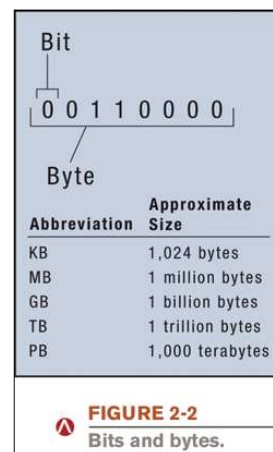 Bit
0 0 1 1 0 0 0 0
Byte
Approximate
Abbreviation Size
KB 1,024 bytes
MB 1 million bytes
GB 1 billion bytes
TB 1 trillion bytes
PB 1,000 terabytes
FIGURE 2-2
Bits and bytes.